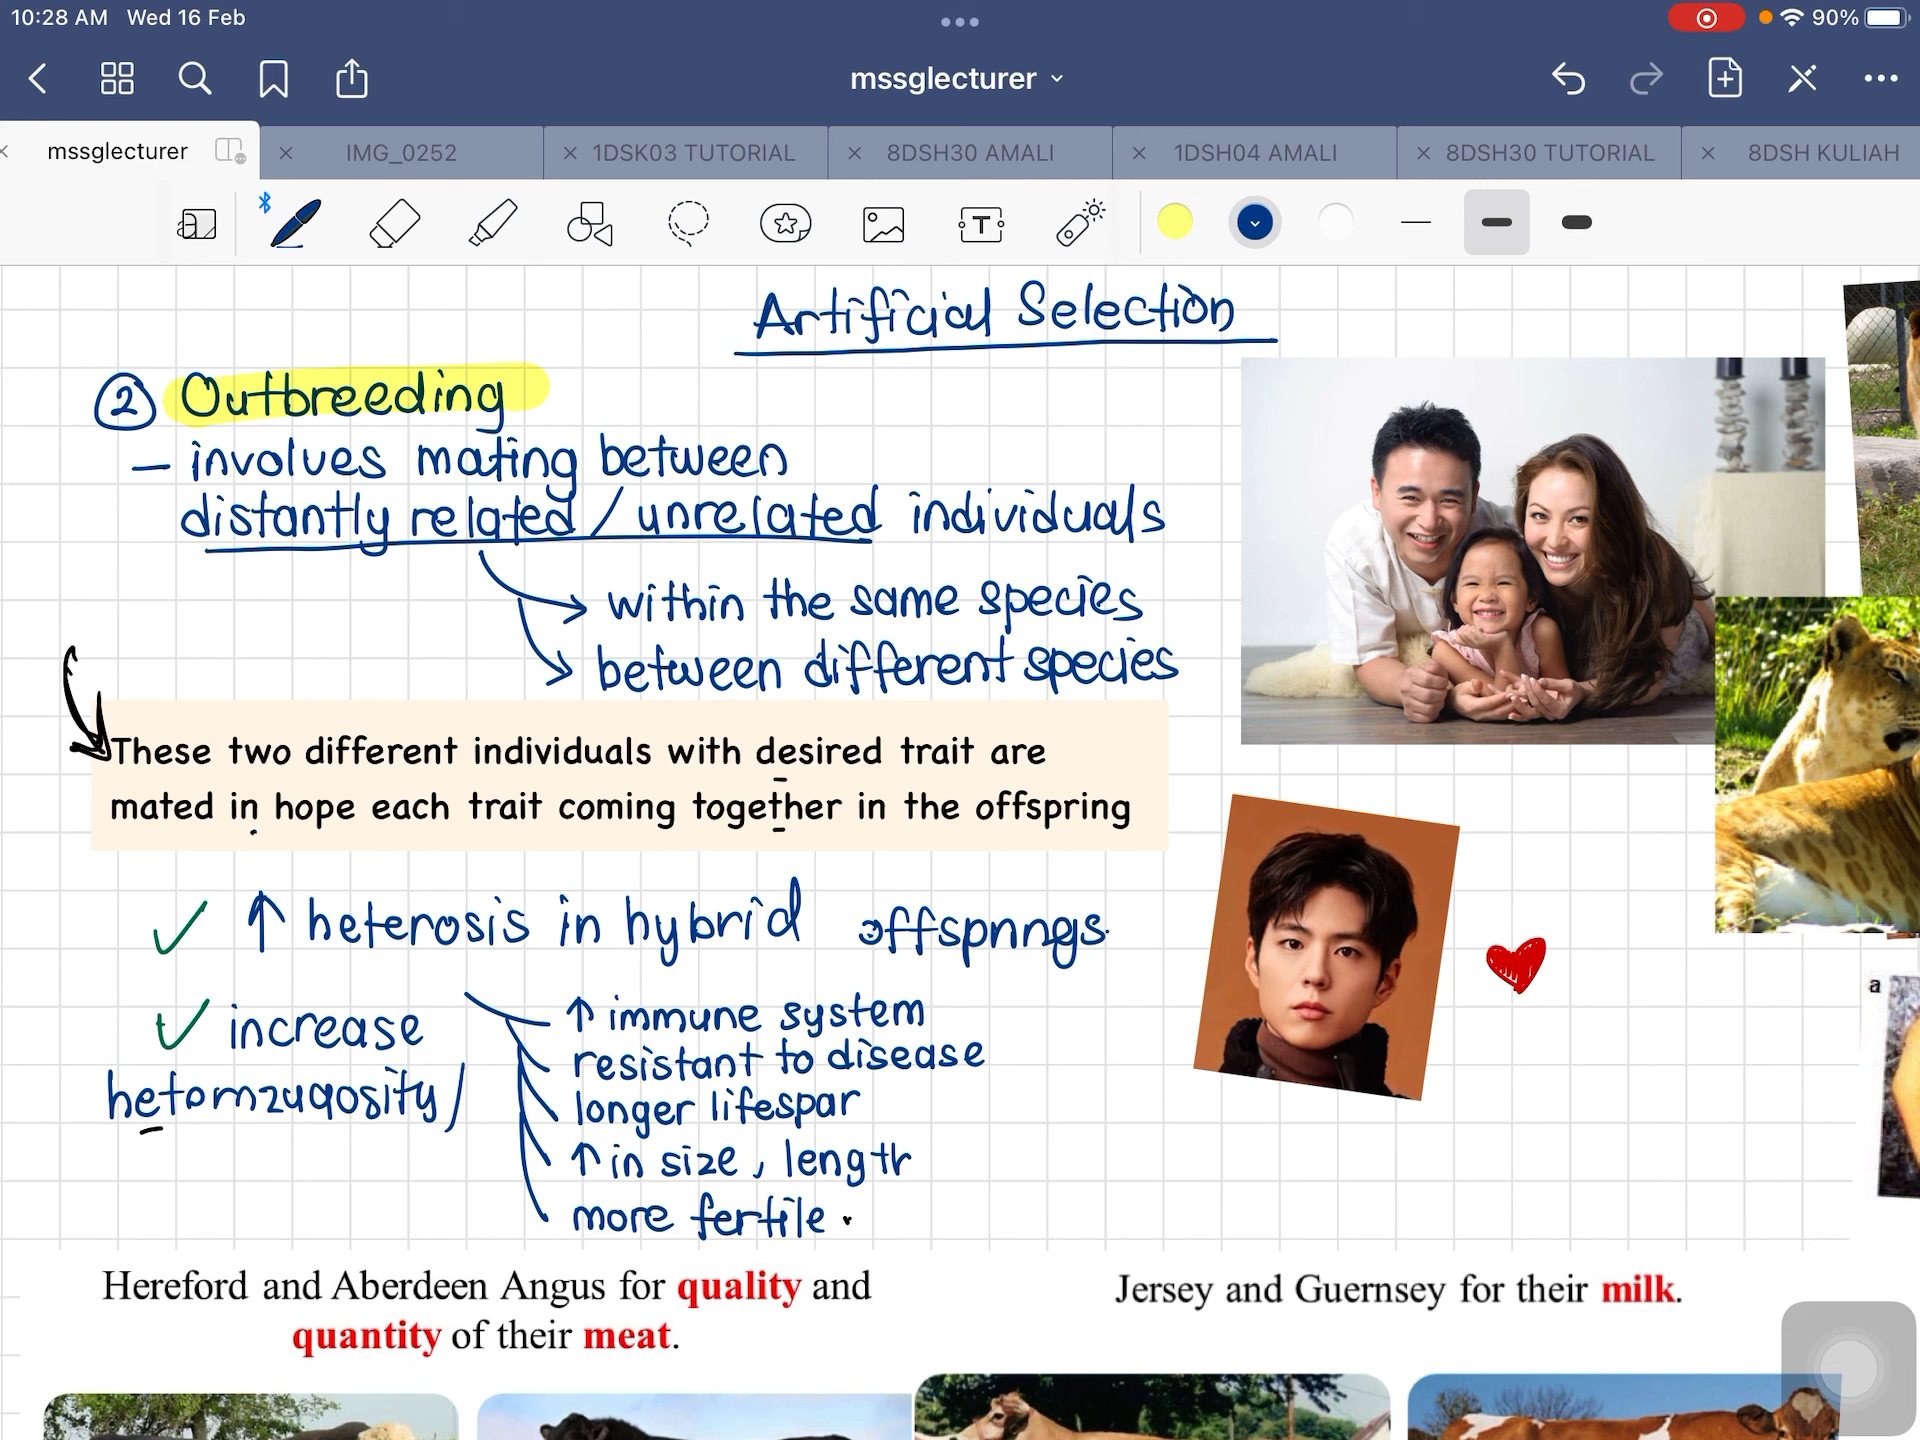 10:28 AM Wed 16 Feb
90%
mssglecturer
mssglecturer
IMG_0252
1DSK03 TUTORIAL
8DSH30 AMALI
1DSH04 AMALI
8DSH30 TUTORIAL
8DSH KULIAH
Artificial Selection
② Outbreeding
– involves mating between
distantly related / unrelated individuals
→ within the same species
→ between different species
These two different individuals with desired trait are
mated in hope each trait coming together in the offspring
✓ ↑ heterosis in hybrid offsprings.
✓ increase
heterozygosity
↑ immune system
resistant to disease
longer lifespan
↑ in size, length
more fertile.
a
Hereford and Aberdeen Angus for quality and
quantity of their meat.
Jersey and Guernsey for their milk.